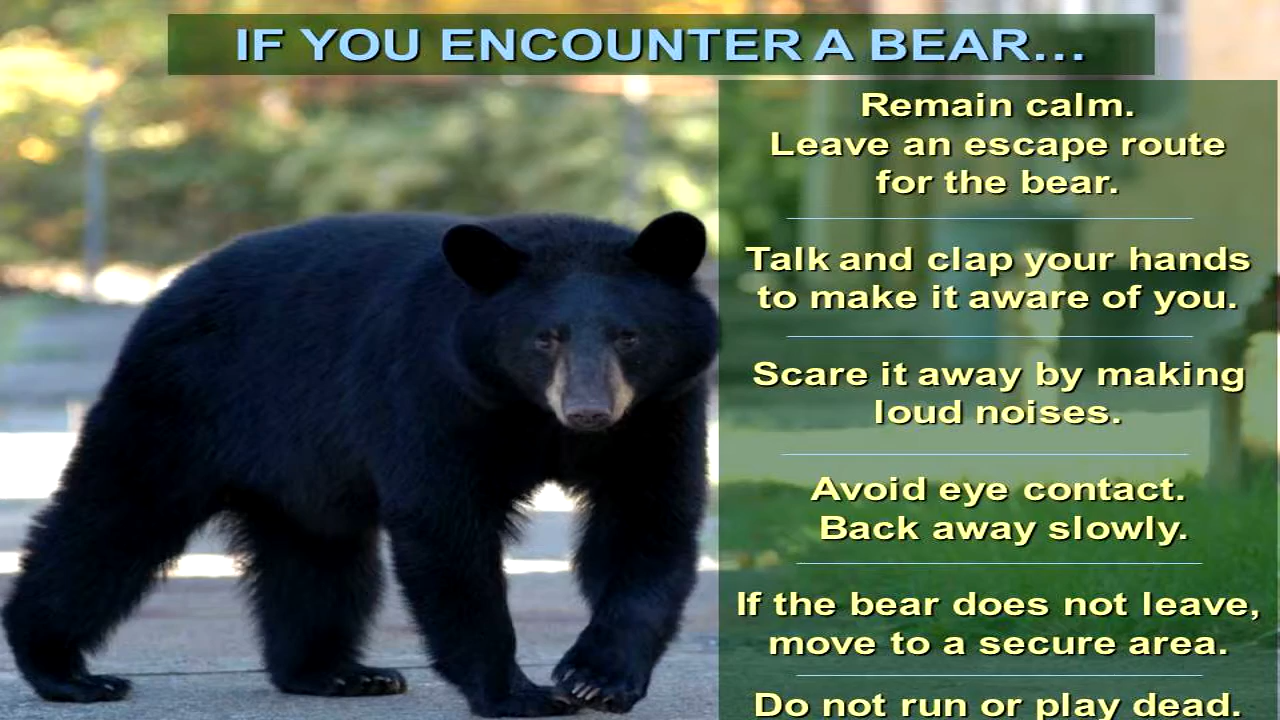 IF YOU ENCOUNTER A BEAR...
Remain calm.
Leave an escape route
for the bear.
Talk and clap your hands
to make it aware of you.
Scare it away by making
loud noises.
Avoid eye contact.
Back away slowly.
If the bear does not leave,
move to a secure area.
Do not run or play dead.